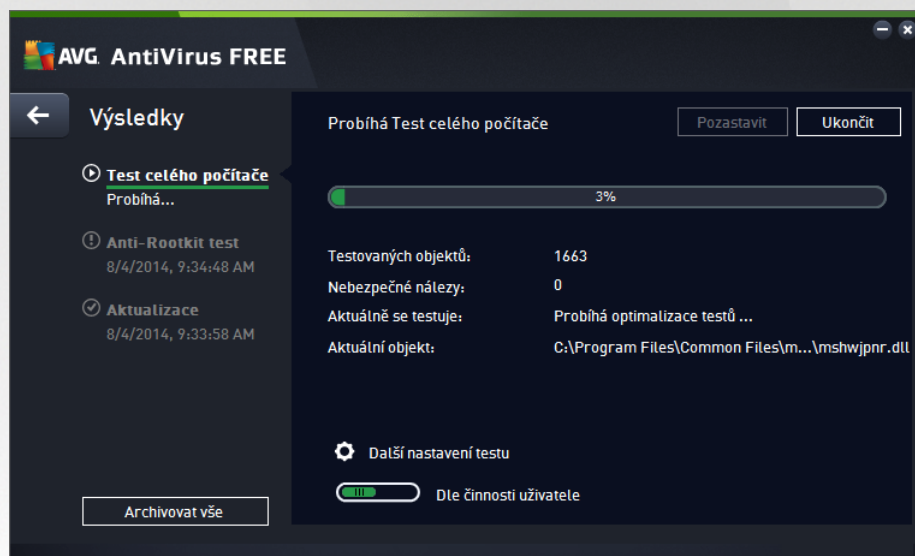 AVG. AntiVirus FREE
Výsledky
Test celého počítače
Probíhá...
Anti-Rootkit test
8/4/2014, 9:34:48 AM
Aktualizace
8/4/2014, 9:33:58 AM
Archivovat vše
Probíhá Test celého počítače
Pozastavit
Ukončit
3%
Testovaných objektů: 1663
Nebezpečné nálezy: 0
Aktuálně se testuje: Probíhá optimalizace testů ...
Aktuální objekt: C:\Program Files\Common Files\m...\mshwjpnr.dll
Další nastavení testu
Dle činnosti uživatele